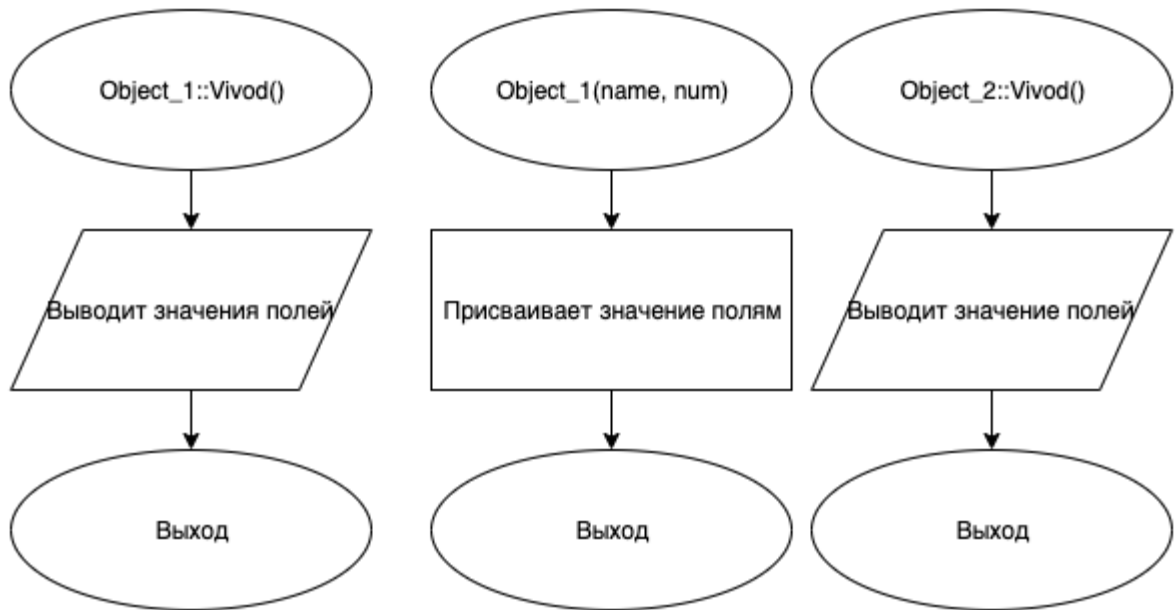 Object_1::Vivod()
Object_1(name, num)
Object_2::Vivod()
Выводит значения полей
Присваивает значение полям
Выводит значение полей
Выход
Выход
Выход